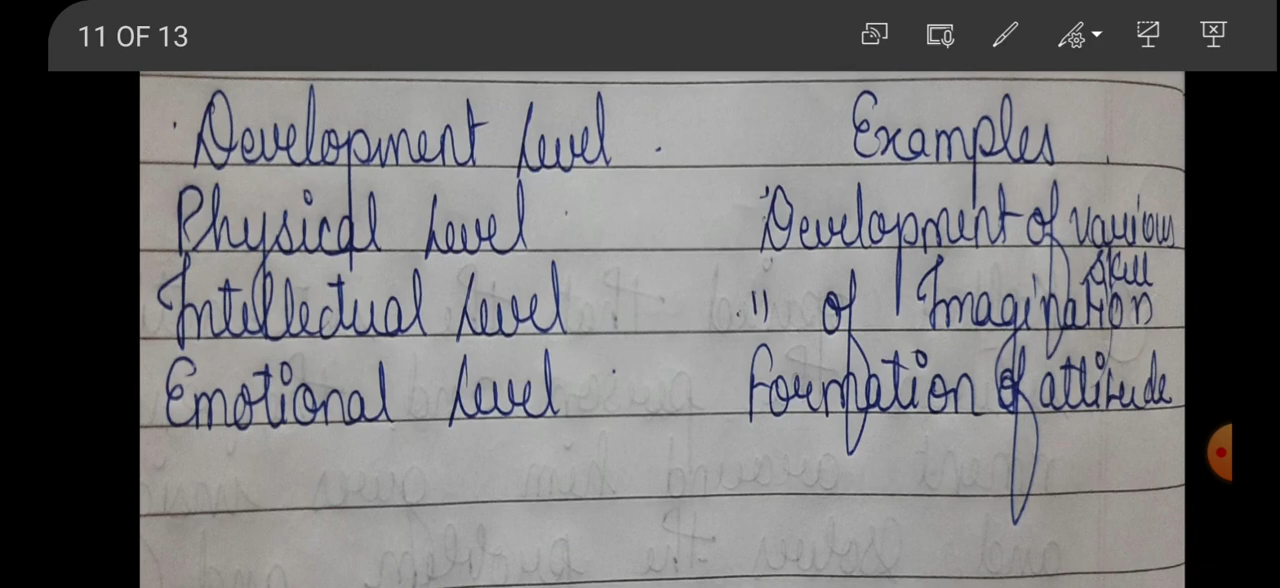 11 OF 13
Development Level Examples
Physical Level Development of various
skill
Intellectual Level " of Imagination
Emotional Level Formation of attitude